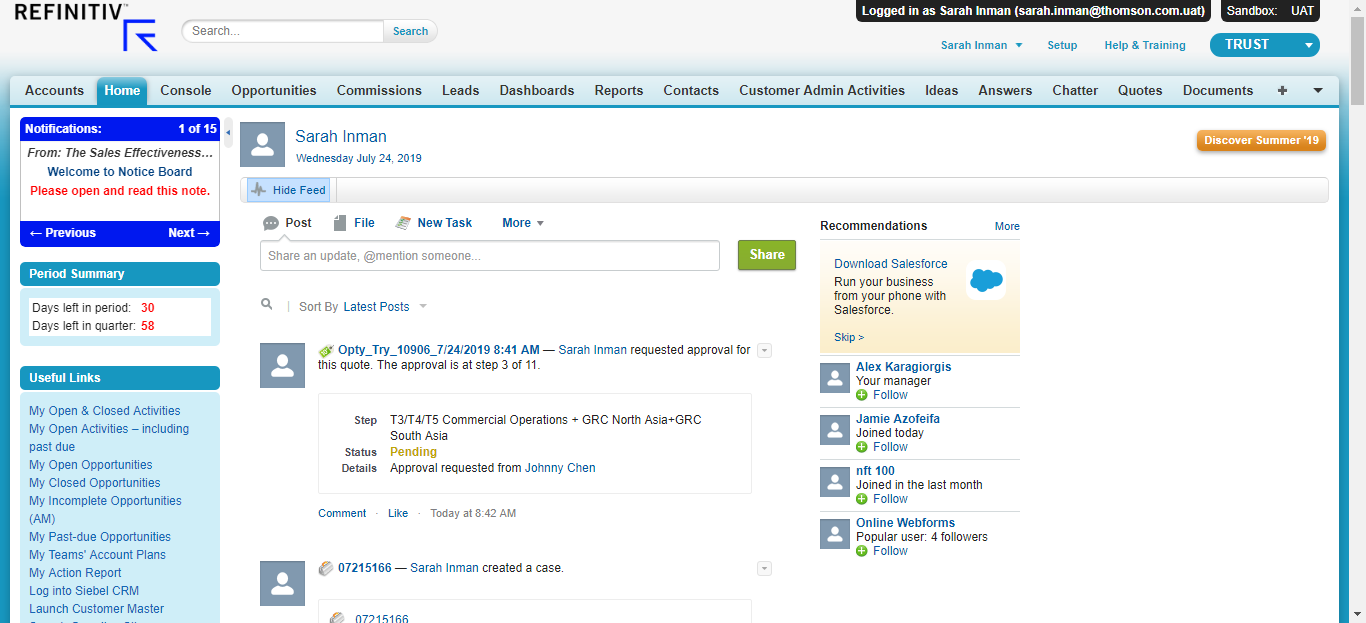 REFINITIV
Search...
Search
Logged in as Sarah Inman (sarah.inman@thomson.com.uat)
Sandbox: UAT
Sarah Inman
Setup
Help & Training
TRUST
Accounts
Home
Console
Opportunities
Commissions
Leads
Dashboards
Reports
Contacts
Customer Admin Activities
Ideas
Answers
Chatter
Quotes
Documents
+
Notifications: 1 of 15
From: The Sales Effectiveness...
Welcome to Notice Board
Please open and read this note.
← Previous
Next →
Period Summary
Days left in period: 30
Days left in quarter: 58
Useful Links
My Open & Closed Activities
My Open Activities – including
past due
My Open Opportunities
My Closed Opportunities
My Incomplete Opportunities
(AM)
My Past-due Opportunities
My Teams' Account Plans
My Action Report
Log into Siebel CRM
Launch Customer Master
Sarah Inman
Wednesday July 24, 2019
Discover Summer '19
Hide Feed
Post
File
New Task
More
Share an update, @mention someone...
Share
Sort By Latest Posts
Opty_Try_10906_7/24/2019 8:41 AM — Sarah Inman requested approval for
this quote. The approval is at step 3 of 11.
Step T3/T4/T5 Commercial Operations + GRC North Asia+GRC
South Asia
Status Pending
Details Approval requested from Johnny Chen
Comment · Like · Today at 8:42 AM
07215166 — Sarah Inman created a case.
07215166
Recommendations
More
Download Salesforce
Run your business
from your phone with
Salesforce.
Skip >
Alex Karagiorgis
Your manager
Follow
Jamie Azofeifa
Joined today
Follow
nft 100
Joined in the last month
Follow
Online Webforms
Popular user: 4 followers
Follow